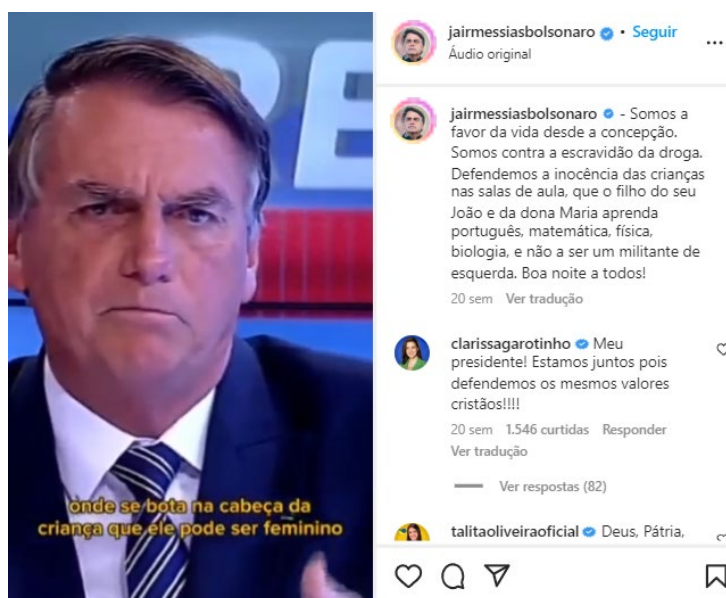 onde se bota na cabeça da
criança que ele pode ser feminino
jairmessiasbolsonaro • Seguir
Áudio original
jairmessiasbolsonaro - Somos a
favor da vida desde a concepção.
Somos contra a escravidão da droga.
Defendemos a inocência das crianças
nas salas de aula, que o filho do seu
João e da dona Maria aprenda
português, matemática, física,
biologia, e não a ser um militante de
esquerda. Boa noite a todos!
20 sem Ver tradução
clarissagarotinho Meu
presidente! Estamos juntos pois
defendemos os mesmos valores
cristãos!!!!
20 sem 1.546 curtidas Responder
Ver tradução
Ver respostas (82)
talitaoliveiraoficial Deus, Pátria,